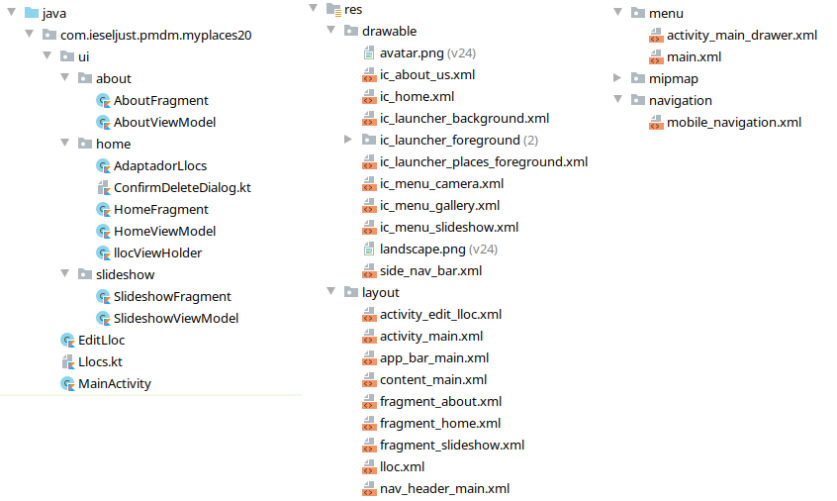 java
com.ieseljust.pmdm.myplaces20
ui
about
AboutFragment
AboutViewModel
home
AdaptadorLlocs
ConfirmDeleteDialog.kt
HomeFragment
HomeViewModel
llocViewHolder
slideshow
SlideshowFragment
SlideshowViewModel
EditLloc
Llocs.kt
MainActivity
res
drawable
avatar.png (v24)
ic_about_us.xml
ic_home.xml
ic_launcher_background.xml
ic_launcher_foreground (2)
ic_launcher_places_foreground.xml
ic_menu_camera.xml
ic_menu_gallery.xml
ic_menu_slideshow.xml
landscape.png (v24)
side_nav_bar.xml
layout
activity_edit_lloc.xml
activity_main.xml
app_bar_main.xml
content_main.xml
fragment_about.xml
fragment_home.xml
fragment_slideshow.xml
lloc.xml
nav_header_main.xml
menu
activity_main_drawer.xml
main.xml
mipmap
navigation
mobile_navigation.xml